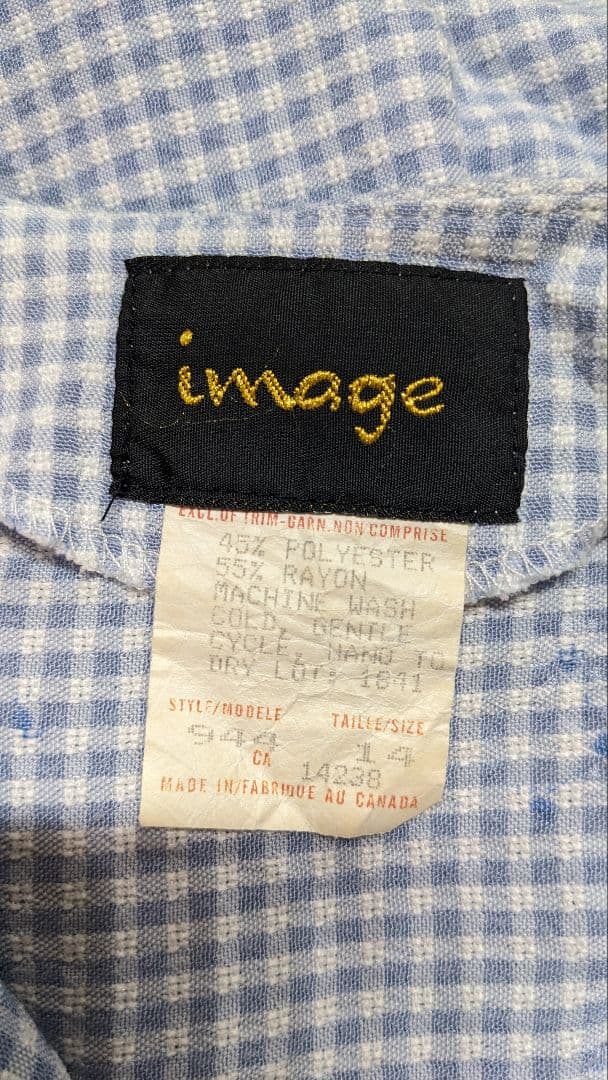 image
EXCL.OF TRIM-GARN.NON COMPRISE
45% POLYESTER
55% RAYON
MACHINE WASH
COLD, GENTLE
CYCLE, HANG TO
DRY LOT: 1841
STYLE/MODELE
TAILLE/SIZE
944
14
CA
14238
MADE IN/FABRIQUE AU CANADA